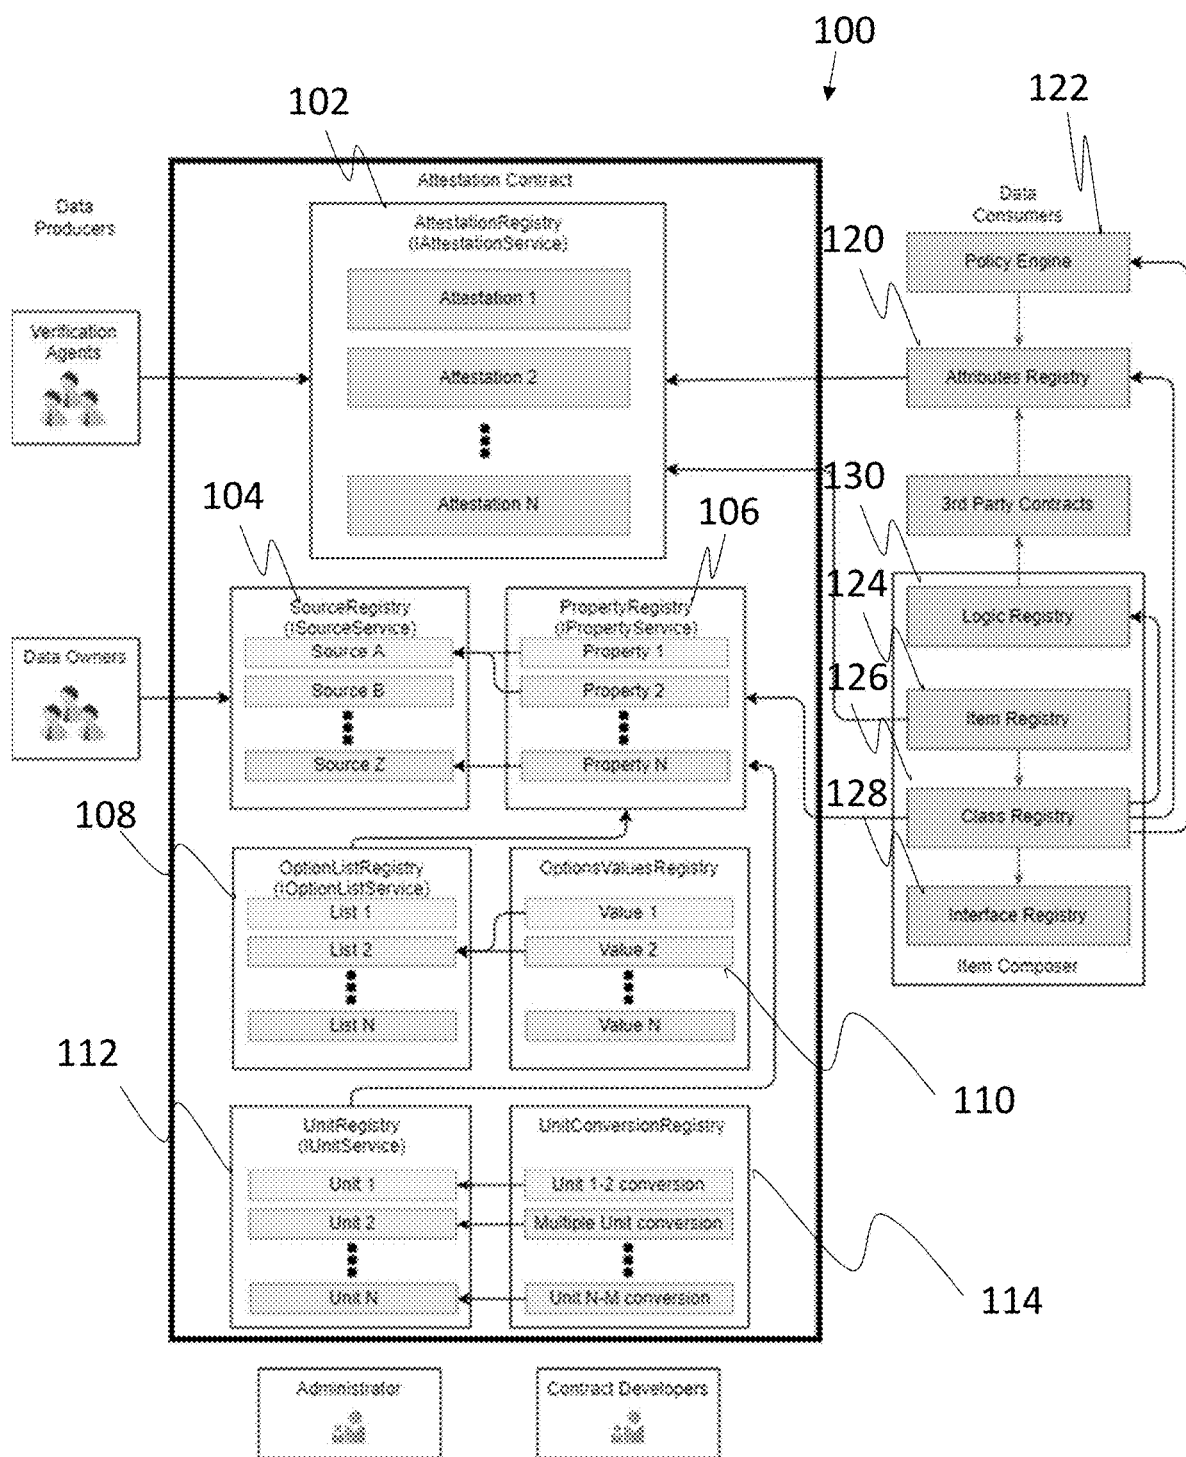 100
122
102
Attestation Contract
Data
Producers
Data
Consumers
AttestationRegistry
(IAttestationService)
120
Policy Engine
Attestation 1
Verification
Agents
Attestation 2
Attributes Registry
130
104
Attestation N
106
3rd Party Contracts
124
SourceRegistry
(ISourceService)
PropertyRegistry
(IPropertyService)
Logic Registry
Data Owners
Source A
Property 1
Source B
Property 2
126
Item Registry
Source Z
Property N
128
Class Registry
108
OptionListRegistry
(IOptionListService)
OptionsValuesRegistry
List 1
Value 1
Interface Registry
List 2
Value 2
Item Composer
List N
Value N
112
110
UnitRegistry
(IUnitService)
UnitConversionRegistry
Unit 1
Unit 1-2 conversion
Unit 2
Multiple Unit conversion
Unit N
Unit N-M conversion
114
Administrator
Contract Developers